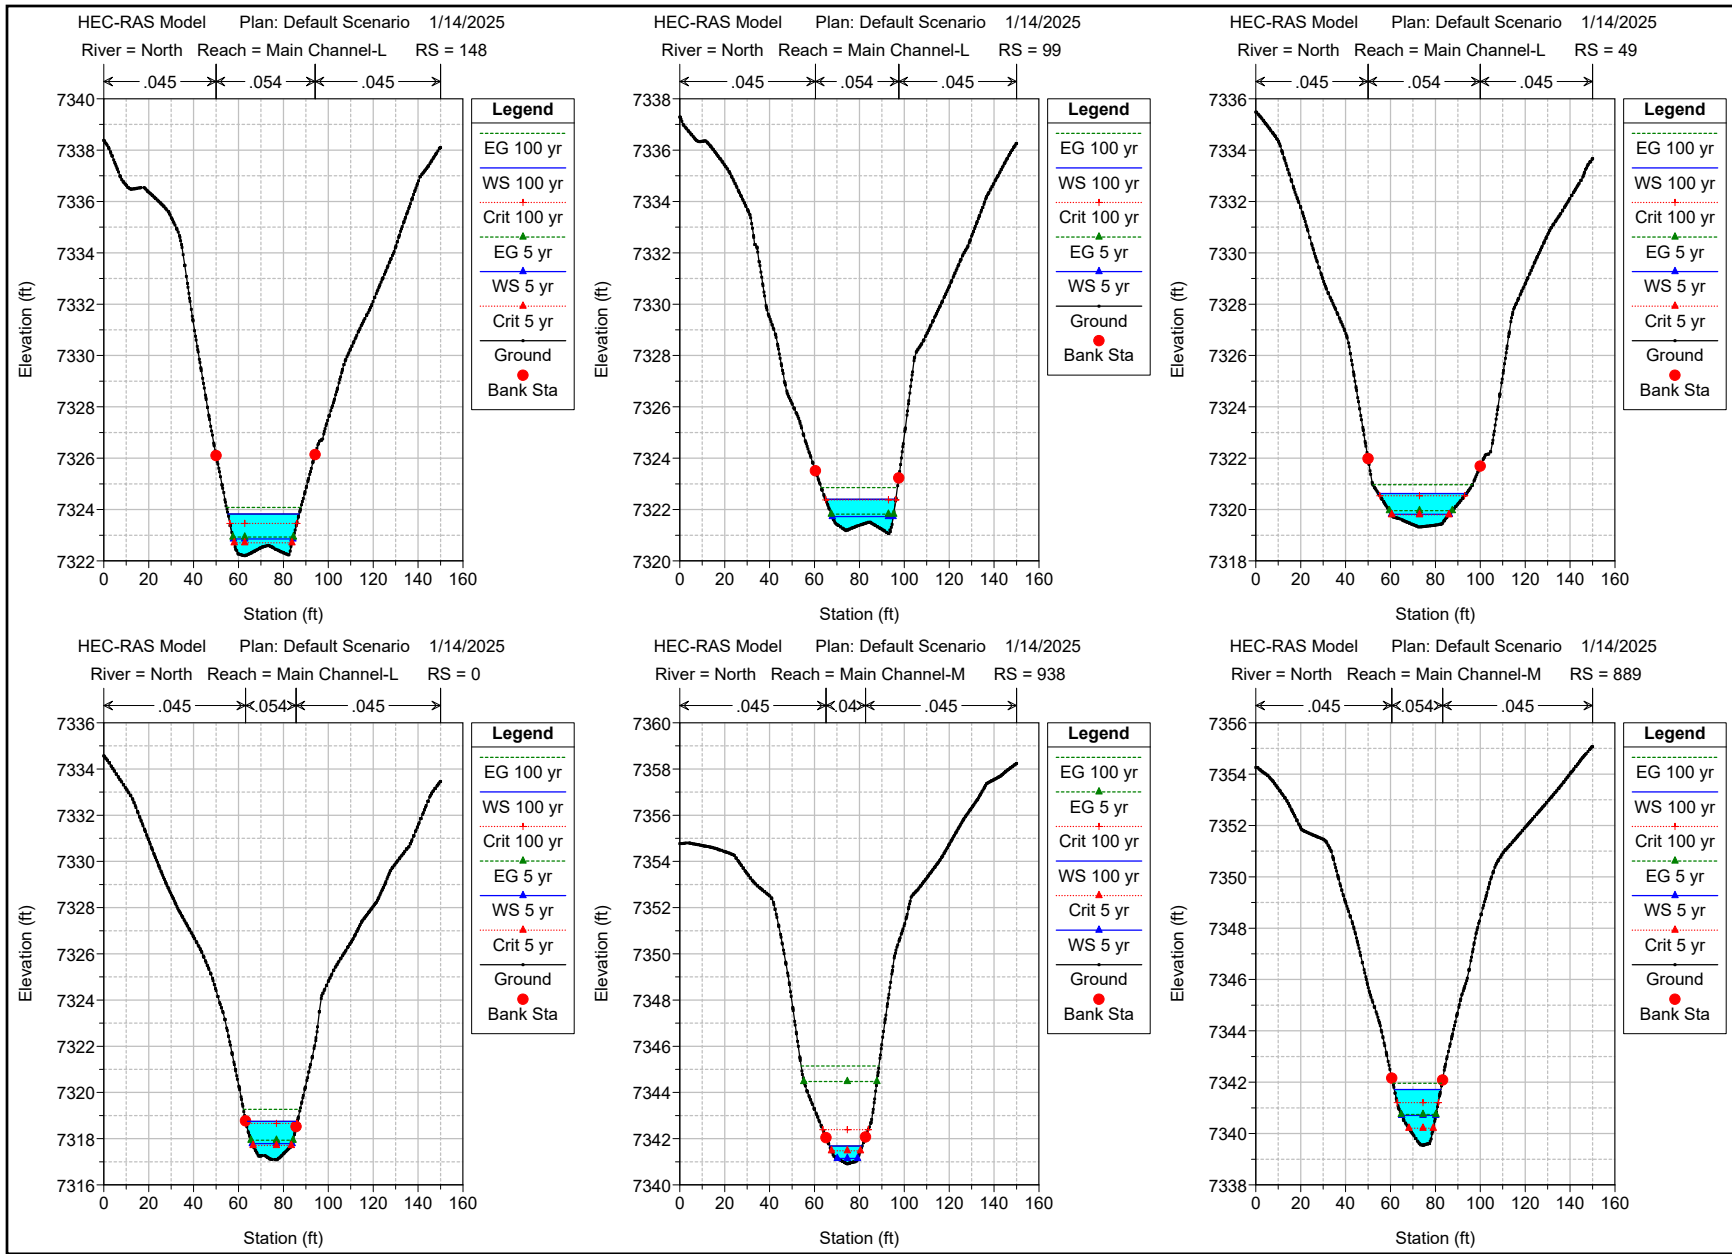 HEC-RAS Model Plan: Default Scenario 1/14/2025
River = North Reach = Main Channel-L RS = 148
.045 .054 .045
7340
7338
7336
7334
7332
7330
7328
7326
7324
7322
Elevation (ft)
0 20 40 60 80 100 120 140 160
Station (ft)
Legend
EG 100 yr
WS 100 yr
Crit 100 yr
EG 5 yr
WS 5 yr
Crit 5 yr
Ground
Bank Sta
HEC-RAS Model Plan: Default Scenario 1/14/2025
River = North Reach = Main Channel-L RS = 99
.045 .054 .045
7338
7336
7334
7332
7330
7328
7326
7324
7322
7320
Elevation (ft)
0 20 40 60 80 100 120 140 160
Station (ft)
Legend
EG 100 yr
WS 100 yr
Crit 100 yr
EG 5 yr
WS 5 yr
Ground
Bank Sta
HEC-RAS Model Plan: Default Scenario 1/14/2025
River = North Reach = Main Channel-L RS = 49
.045 .054 .045
7336
7334
7332
7330
7328
7326
7324
7322
7320
7318
Elevation (ft)
0 20 40 60 80 100 120 140 160
Station (ft)
Legend
EG 100 yr
WS 100 yr
Crit 100 yr
EG 5 yr
WS 5 yr
Crit 5 yr
Ground
Bank Sta
HEC-RAS Model Plan: Default Scenario 1/14/2025
River = North Reach = Main Channel-L RS = 0
.045 .054 .045
7336
7334
7332
7330
7328
7326
7324
7322
7320
7318
7316
Elevation (ft)
0 20 40 60 80 100 120 140 160
Station (ft)
Legend
EG 100 yr
WS 100 yr
Crit 100 yr
EG 5 yr
WS 5 yr
Crit 5 yr
Ground
Bank Sta
HEC-RAS Model Plan: Default Scenario 1/14/2025
River = North Reach = Main Channel-M RS = 938
.045 .04 .045
7360
7358
7356
7354
7352
7350
7348
7346
7344
7342
7340
Elevation (ft)
0 20 40 60 80 100 120 140 160
Station (ft)
Legend
EG 100 yr
EG 5 yr
Crit 100 yr
WS 100 yr
Crit 5 yr
WS 5 yr
Ground
Bank Sta
HEC-RAS Model Plan: Default Scenario 1/14/2025
River = North Reach = Main Channel-M RS = 889
.045 .054 .045
7356
7354
7352
7350
7348
7346
7344
7342
7340
7338
Elevation (ft)
0 20 40 60 80 100 120 140 160
Station (ft)
Legend
EG 100 yr
WS 100 yr
Crit 100 yr
EG 5 yr
WS 5 yr
Crit 5 yr
Ground
Bank Sta